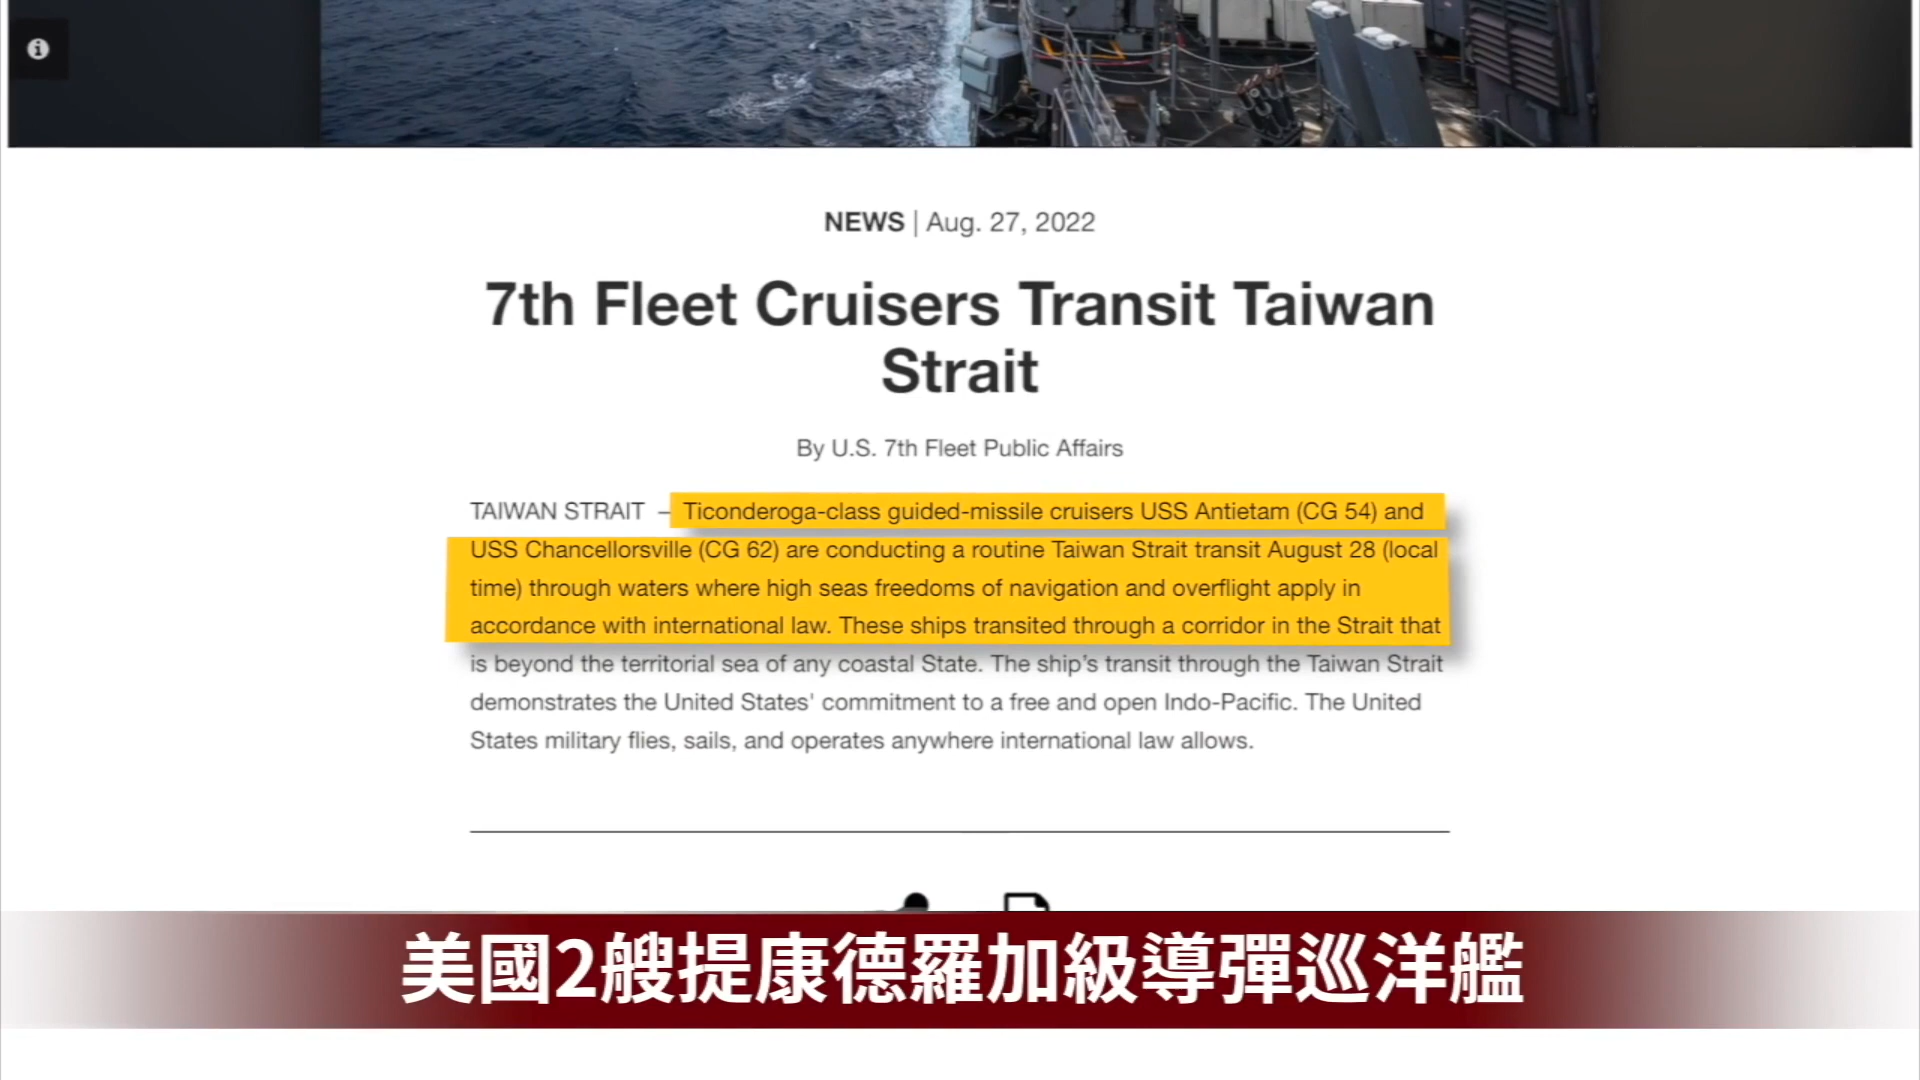 NEWS | Aug. 27, 2022
7th Fleet Cruisers Transit Taiwan
Strait
By U.S. 7th Fleet Public Affairs
TAIWAN STRAIT – Ticonderoga-class guided-missile cruisers USS Antietam (CG 54) and
USS Chancellorsville (CG 62) are conducting a routine Taiwan Strait transit August 28 (local
time) through waters where high seas freedoms of navigation and overflight apply in
accordance with international law. These ships transited through a corridor in the Strait that
is beyond the territorial sea of any coastal State. The ship’s transit through the Taiwan Strait
demonstrates the United States' commitment to a free and open Indo-Pacific. The United
States military flies, sails, and operates anywhere international law allows.
美國2艘提康德羅加級導彈巡洋艦